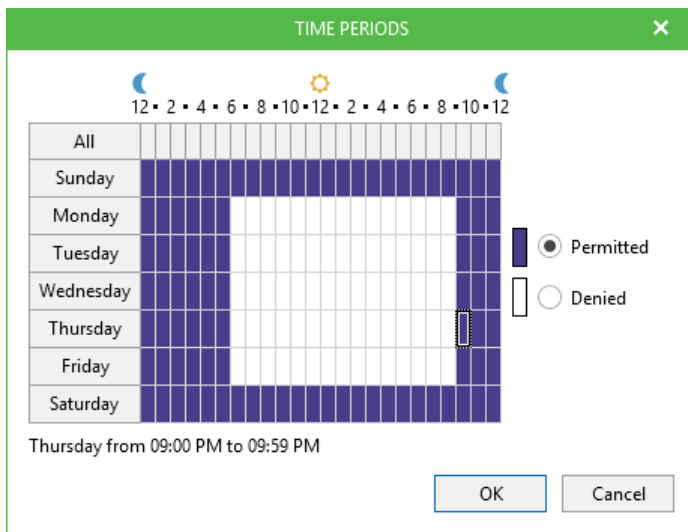 TIME PERIODS
12 • 2 • 4 • 6 • 8 • 10 • 12 • 2 • 4 • 6 • 8 • 10 • 12
All
Sunday
Monday
Tuesday
Wednesday
Thursday
Friday
Saturday
Permitted
Denied
Thursday from 09:00 PM to 09:59 PM
OK Cancel